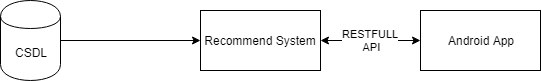 CSDL
Recommend System
RESTFULL
API
Android App